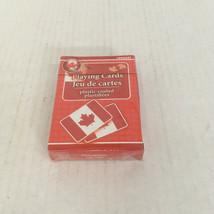 Playing Cards
Jeu de cartes
plastic coated
plastifiées